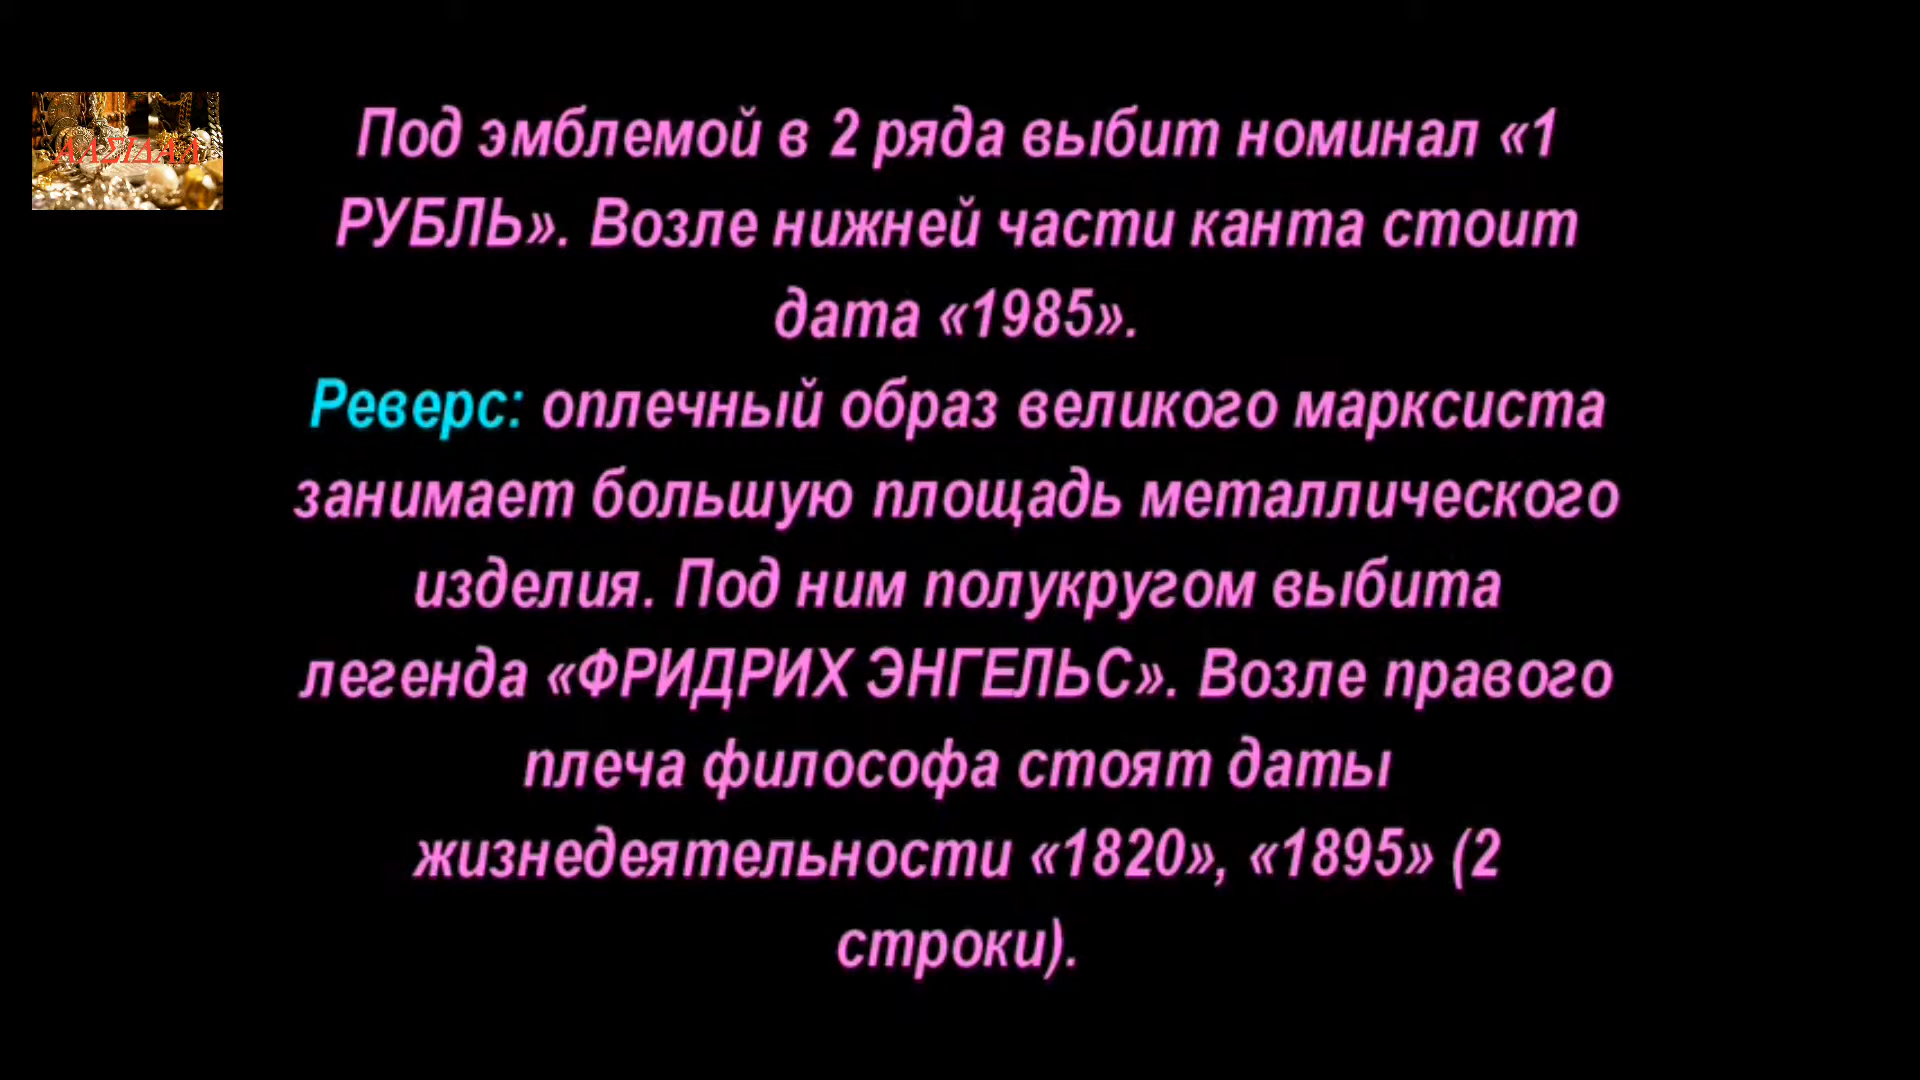 Под эмблемой в 2 ряда выбит номинал «1
РУБЛЬ». Возле нижней части канта стоит
дата «1985».
Реверс: оплечный образ великого марксиста
занимает большую площадь металлического
изделия. Под ним полукругом выбита
легенда «ФРИДРИХ ЭНГЕЛЬС». Возле правого
плеча философа стоят даты
жизнедеятельности «1820», «1895» (2
строки).